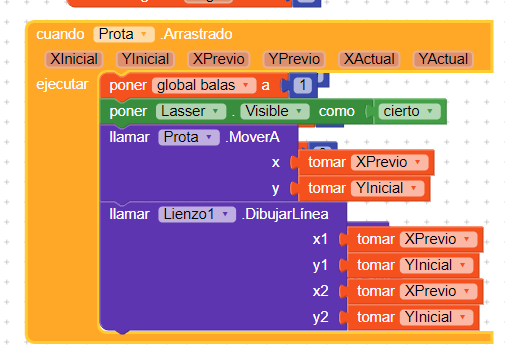 cuando Prota .Arrastrado
XInicial YInicial XPrevio YPrevio XActual YActual
ejecutar poner global balas a 1
poner Lasser . Visible como cierto
llamar Prota .MoverA
x tomar XPrevio
y tomar YInicial
llamar Lienzo1 .DibujarLínea
x1 tomar XPrevio
y1 tomar YInicial
x2 tomar XPrevio
y2 tomar YInicial